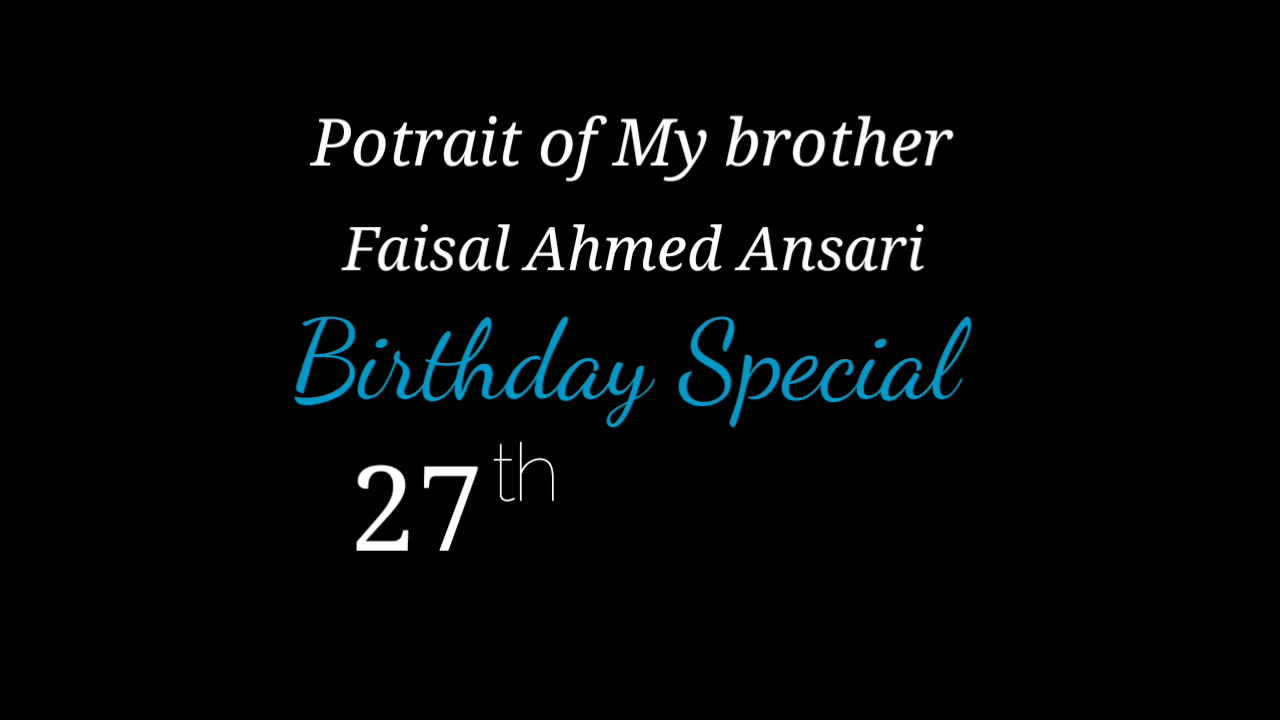 Potrait of My brother
Faisal Ahmed Ansari
Birthday Special
27th